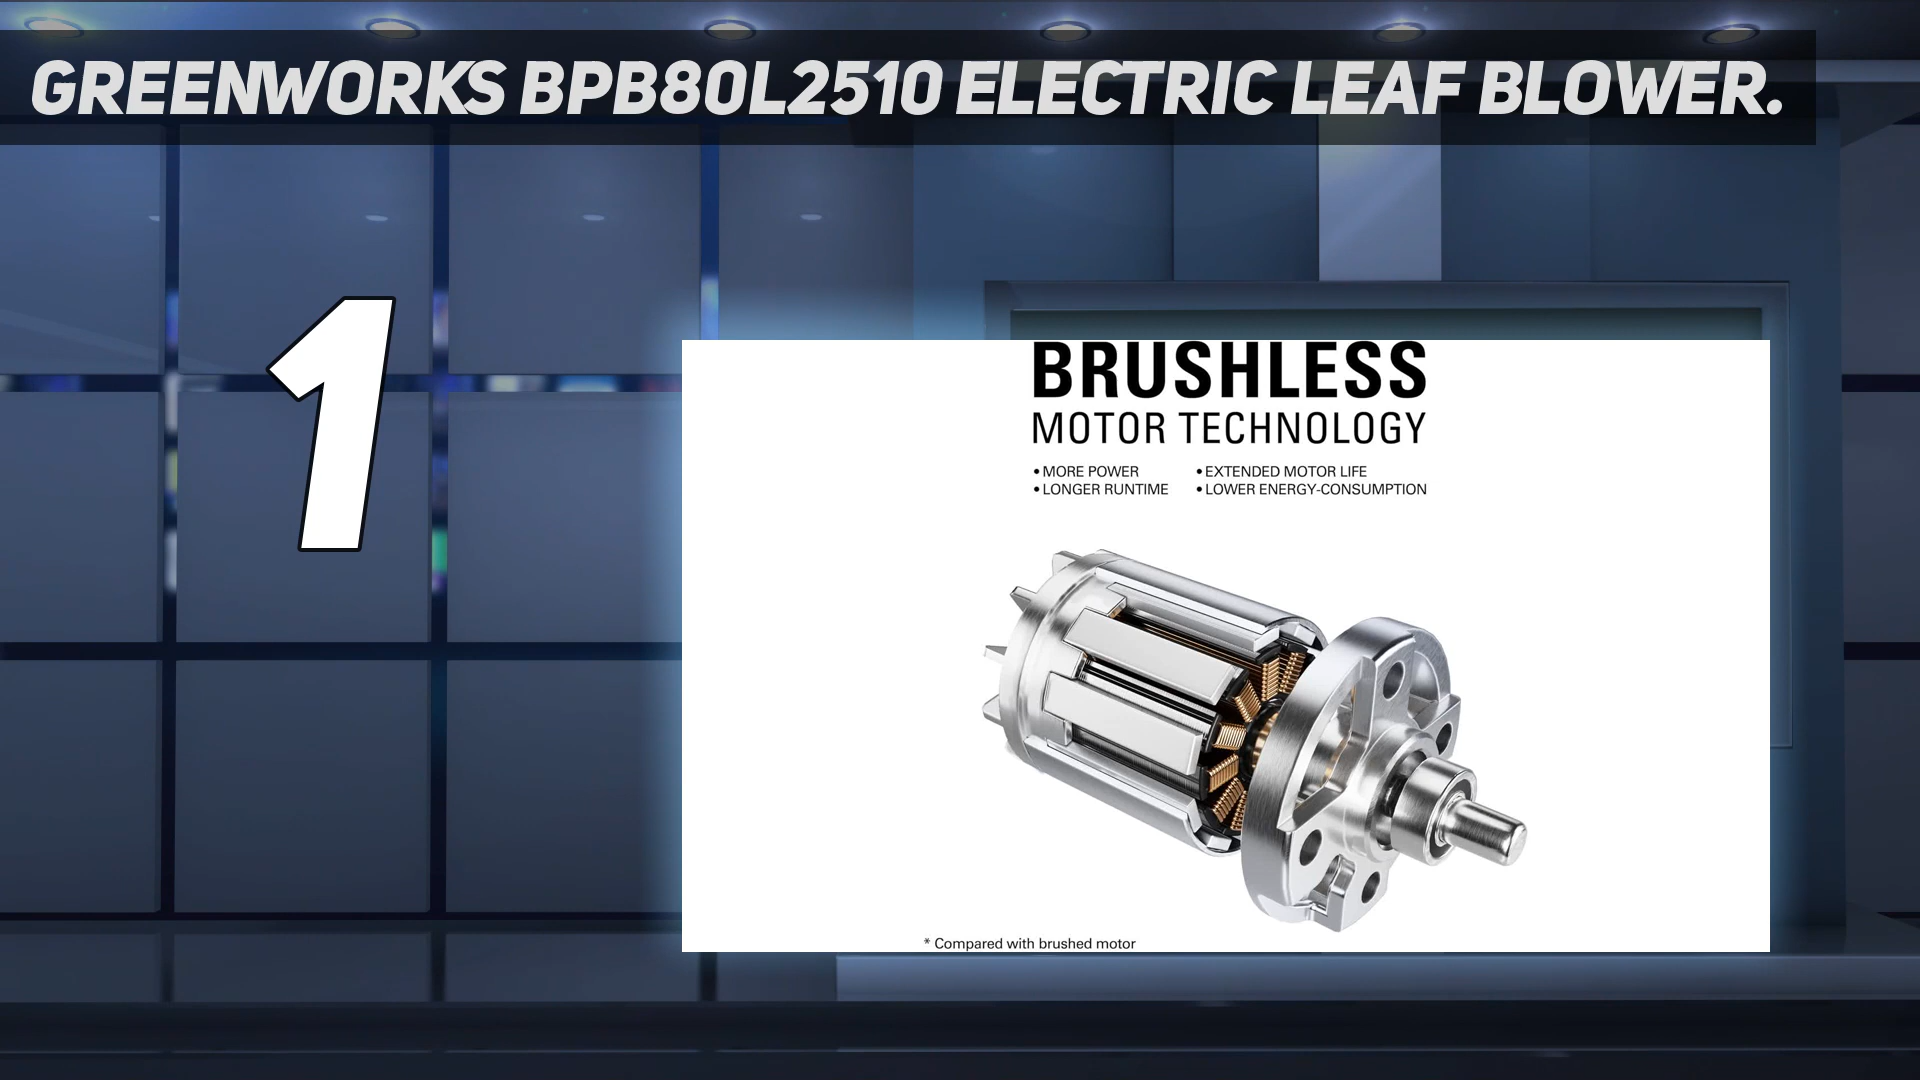 GREENWORKS BPB80L2510 ELECTRIC LEAF BLOWER.
1
BRUSHLESS
MOTOR TECHNOLOGY
• MORE POWER • EXTENDED MOTOR LIFE
• LONGER RUNTIME • LOWER ENERGY-CONSUMPTION
* Compared with brushed motor